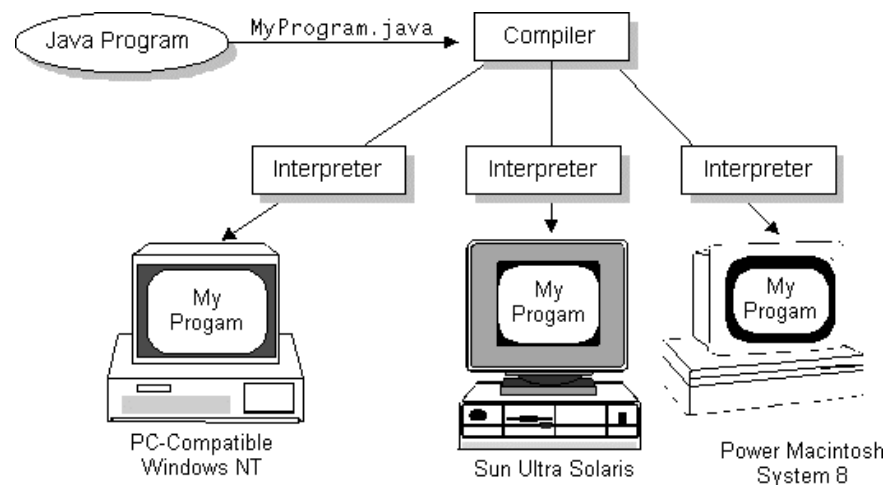 Java Program
MyProgram.java
Compiler
Interpreter
Interpreter
Interpreter
My
Progam
My
Progam
My
Progam
PC-Compatible
Windows NT
Sun Ultra Solaris
Power Macintosh
System 8